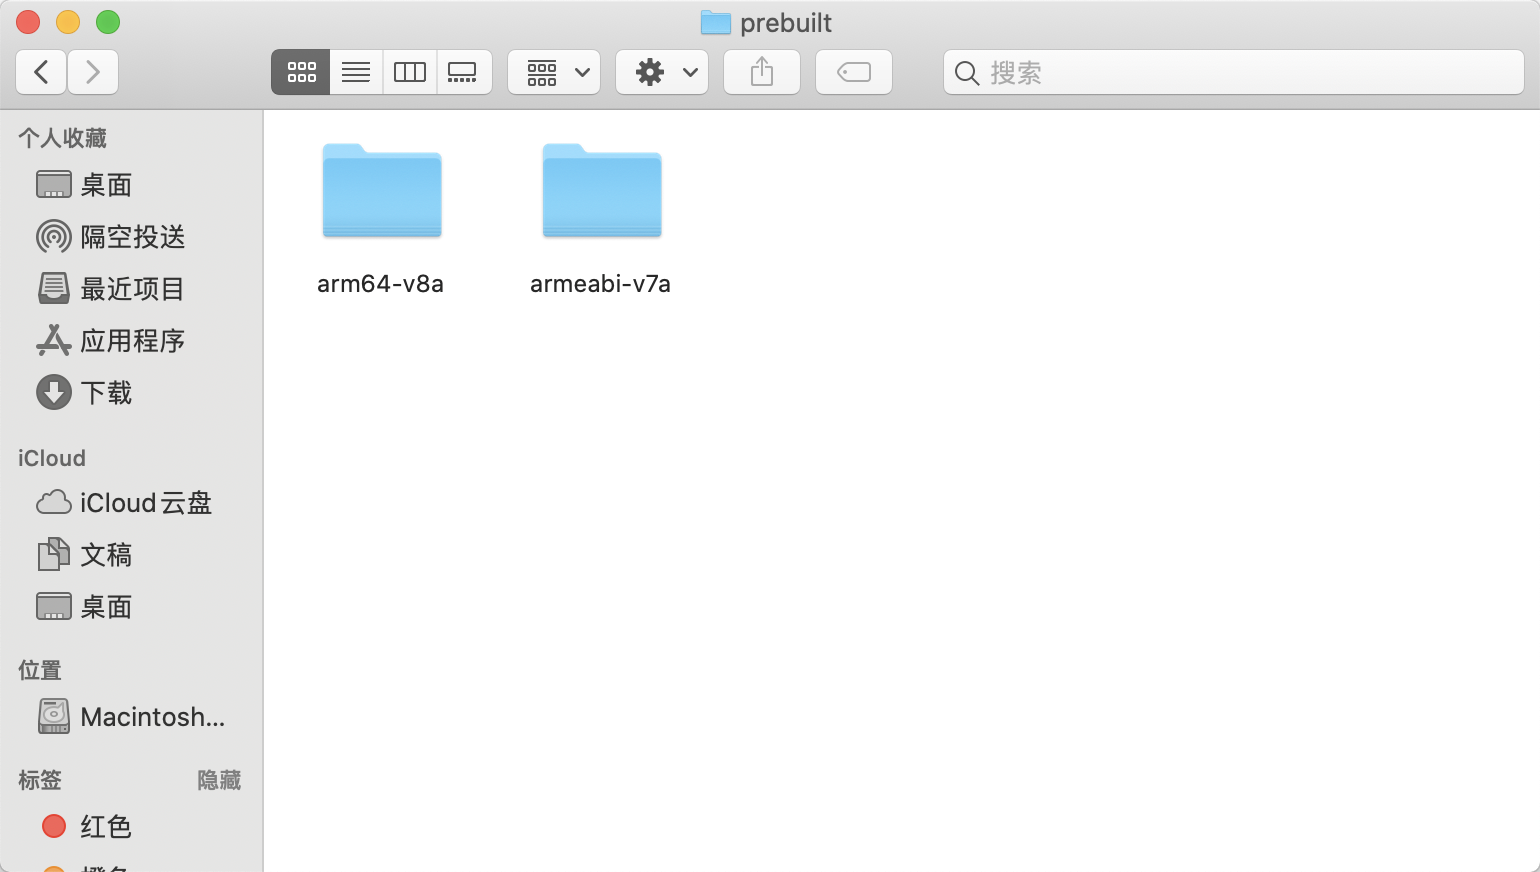 prebuilt
搜索
个人收藏
桌面
隔空投送
最近项目
应用程序
下载
iCloud
iCloud云盘
文稿
桌面
位置
Macintosh...
标签 隐藏
红色
橙色
arm64-v8a
armeabi-v7a